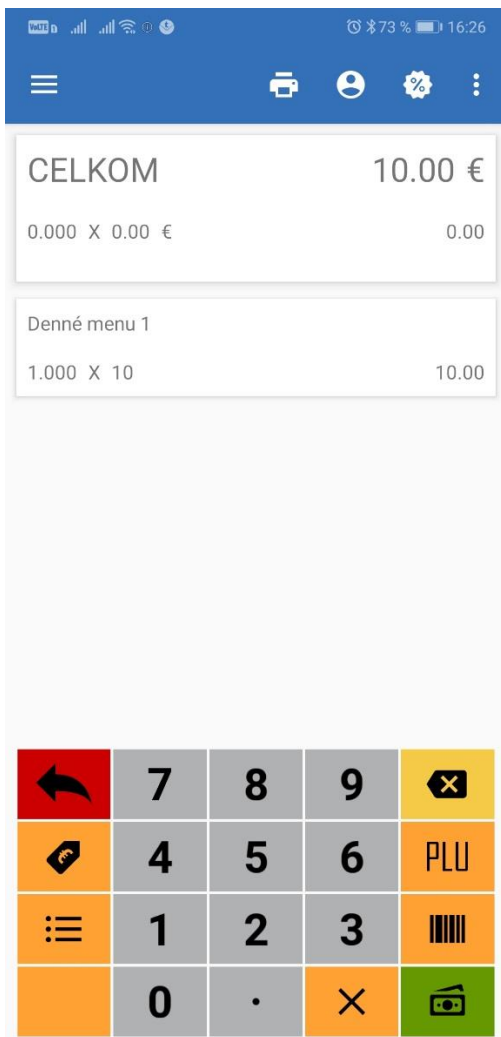 VoLTE 73 % 16:26
CELKOM 10.00 €
0.000 X 0.00 € 0.00
Denné menu 1
1.000 X 10 10.00
7 8 9
4 5 6 PLU
1 2 3
0 .